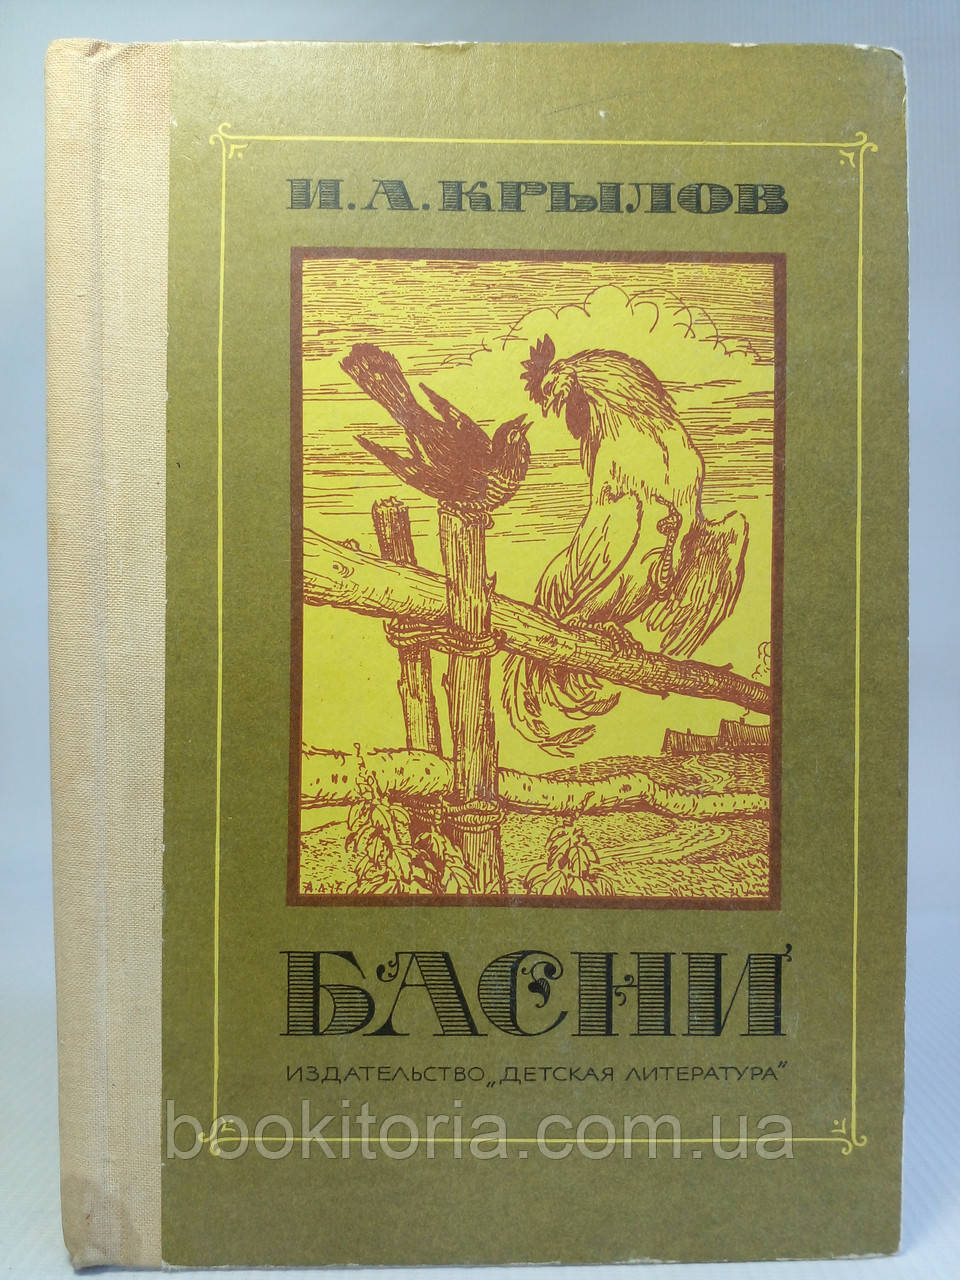 И.А.КРЫЛОВ
БАСНИ
ИЗДАТЕЛЬСТВО „ДЕТСКАЯ ЛИТЕРАТУРА"
bookitoria.com.ua